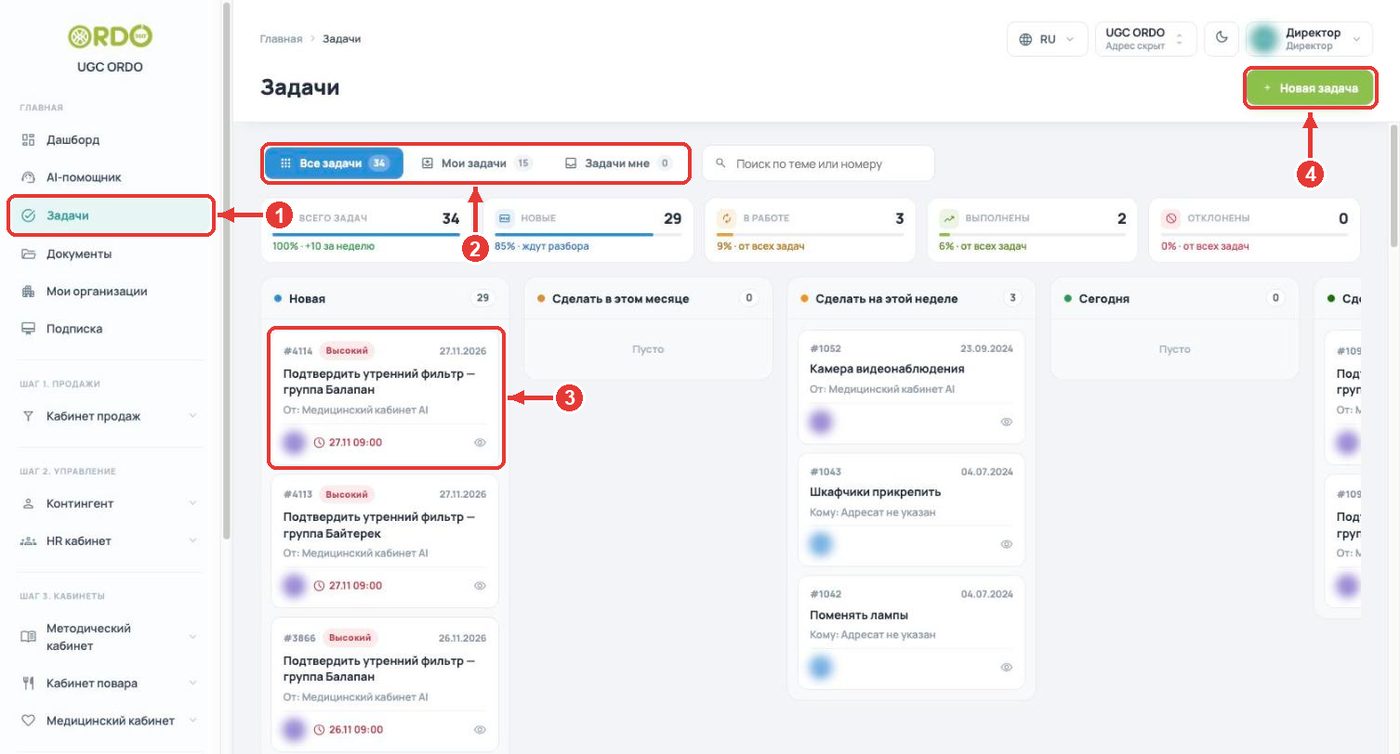 ORDO
UGC ORDO
ГЛАВНАЯ
Дашборд
AI-помощник
Задачи
Документы
Мои организации
Подписка
ШАГ 1. ПРОДАЖИ
Кабинет продаж
ШАГ 2. УПРАВЛЕНИЕ
Контингент
HR кабинет
ШАГ 3. КАБИНЕТЫ
Методический
кабинет
Кабинет повара
Медицинский кабинет
1
Главная > Задачи
RU
UGC ORDO
Адрес скрыт
Директор
Директор
Задачи
+ Новая задача
4
Все задачи 34
Мои задачи 15
Задачи мне 0
Поиск по теме или номеру
2
ВСЕГО ЗАДАЧ 34
100% · +10 за неделю
НОВЫЕ 29
85% · ждут разбора
В РАБОТЕ 3
9% · от всех задач
ВЫПОЛНЕНЫ 2
6% · от всех задач
ОТКЛОНЕНЫ 0
0% · от всех задач
Новая 29
#4114 Высокий 27.11.2026
Подтвердить утренний фильтр —
группа Балапан
От: Медицинский кабинет AI
27.11 09:00
3
#4113 Высокий 27.11.2026
Подтвердить утренний фильтр —
группа Байтерек
От: Медицинский кабинет AI
27.11 09:00
#3866 Высокий 26.11.2026
Подтвердить утренний фильтр —
группа Балапан
От: Медицинский кабинет AI
26.11 09:00
Сделать в этом месяце 0
Пусто
Сделать на этой неделе 3
#1052 23.09.2024
Камера видеонаблюдения
От: Медицинский кабинет AI
#1043 04.07.2024
Шкафчики прикрепить
Кому: Адресат не указан
#1042 04.07.2024
Поменять лампы
Кому: Адресат не указан
Сегодня 0
Пусто